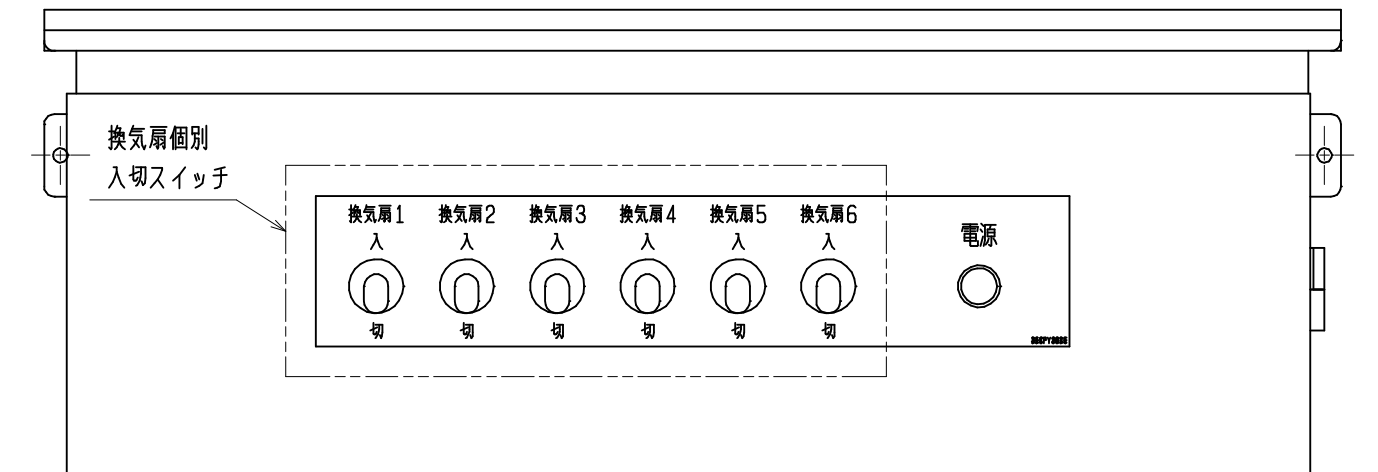 換気扇個別
入切スイッチ
換気扇1 換気扇2 換気扇3 換気扇4 換気扇5 換気扇6
入 入 入 入 入 入
電源
切 切 切 切 切 切